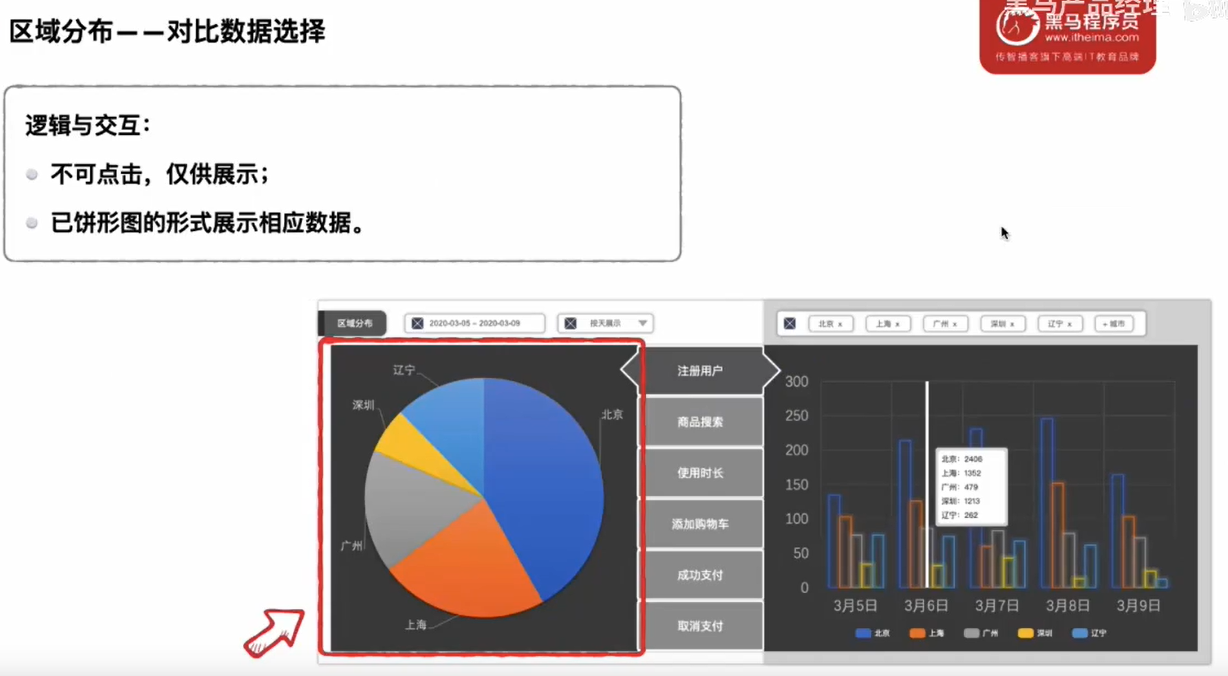 区域分布——对比数据选择
黑马产品经理
黑马程序员
www.itheima.com
传智播客旗下高端IT教育品牌
逻辑与交互：
不可点击，仅供展示；
已饼形图的形式展示相应数据。
区域分布
2020-03-05 ~ 2020-03-09
按天展示
北京 x
上海 x
广州 x
深圳 x
辽宁 x
+ 城市
辽宁
深圳
北京
广州
上海
注册用户
商品搜索
使用时长
添加购物车
成功支付
取消支付
300
250
200
150
100
50
0
北京：2406
上海：1352
广州：479
深圳：1213
辽宁：262
3月5日
3月6日
3月7日
3月8日
3月9日
北京
上海
广州
深圳
辽宁